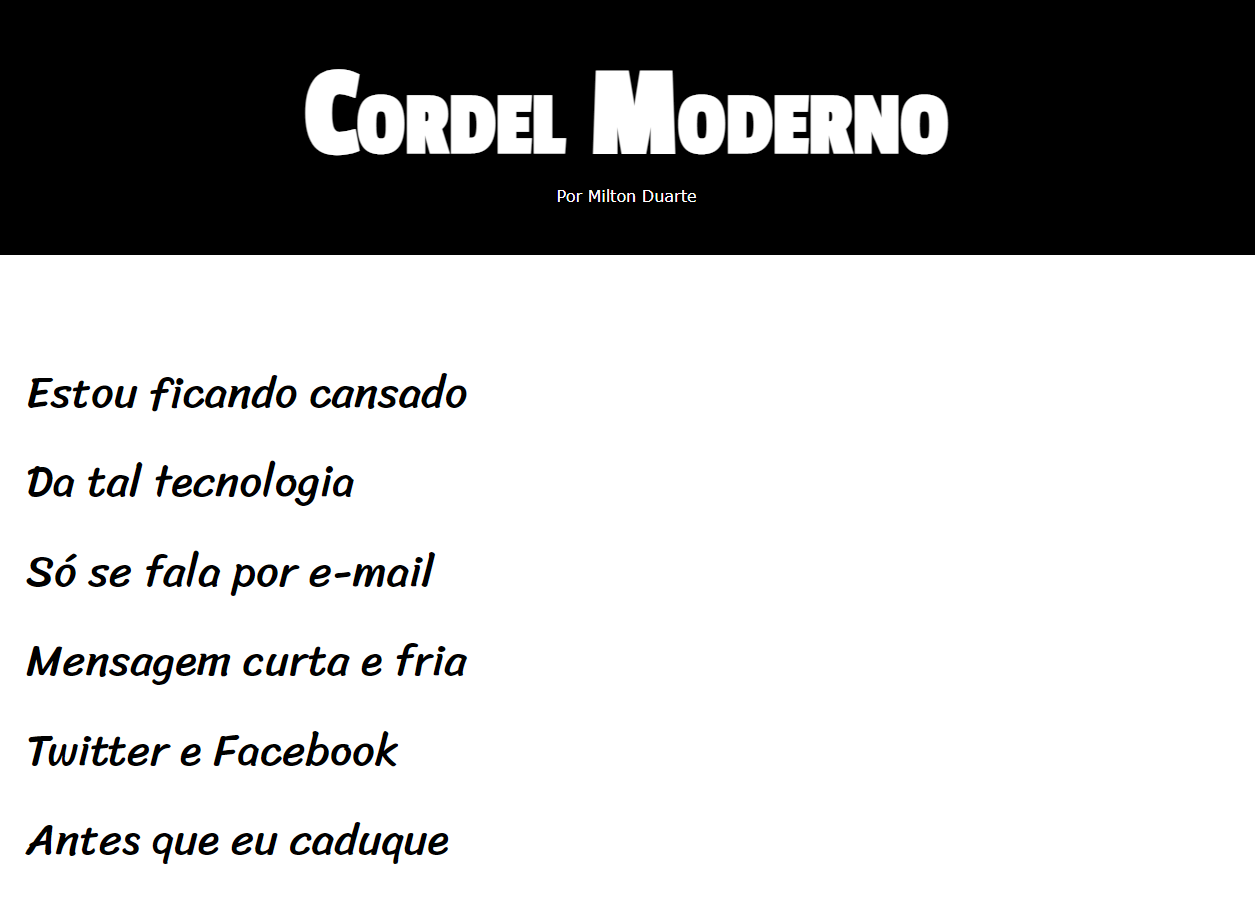 Cordel Moderno
Por Milton Duarte
Estou ficando cansado
Da tal tecnologia
Só se fala por e-mail
Mensagem curta e fria
Twitter e Facebook
Antes que eu caduque